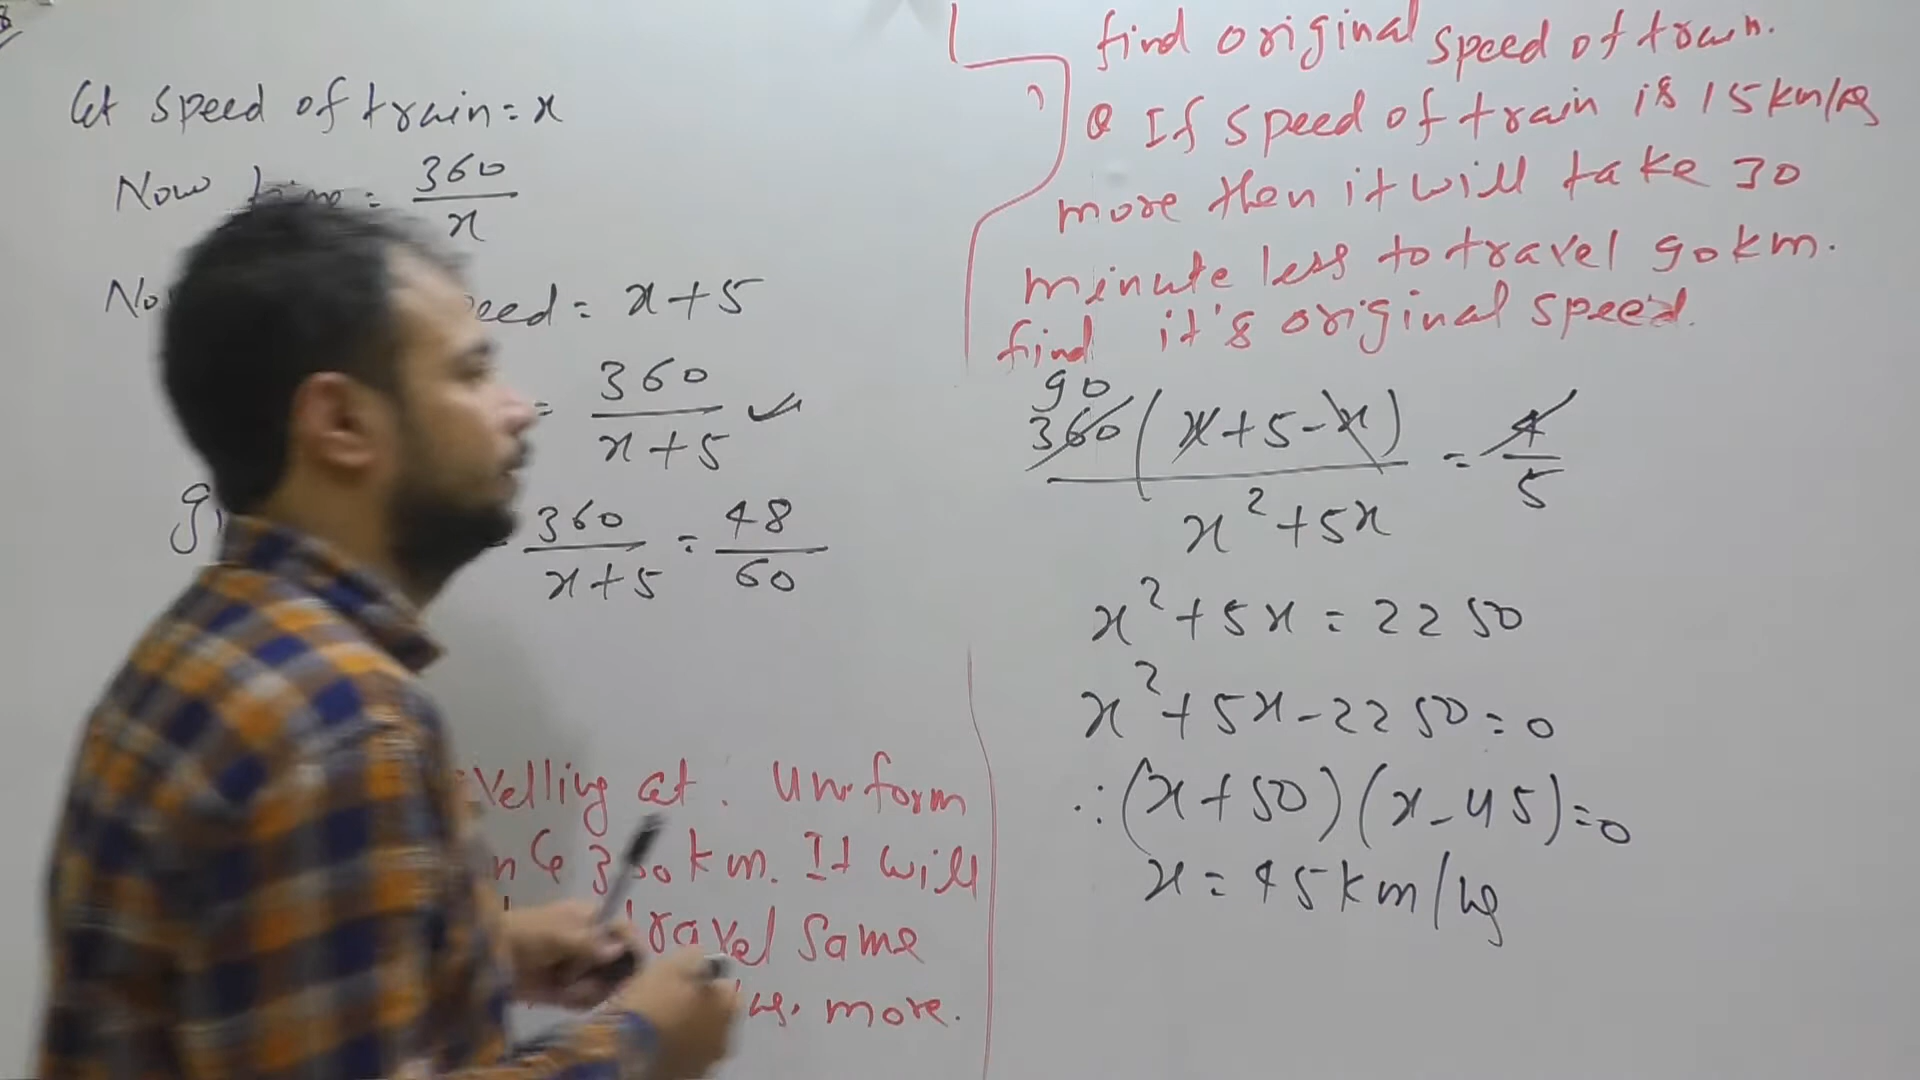 Let speed of train = x
Now time = 360/x
speed = x+5
= 360/(x+5) ✓
360/(x+5) = 48/60
velling at uniform
360 km. It will
travel same
more.
find original speed of train.
Q If speed of train is 15 km/hr
more then it will take 30
minute less to travel 90 km.
find it's original speed.
90
360(x+5-x)/(x²+5x) = 4/5
x²+5x = 2250
x²+5x-2250=0
∴ (x+50)(x-45)=0
x = 45 km/hr